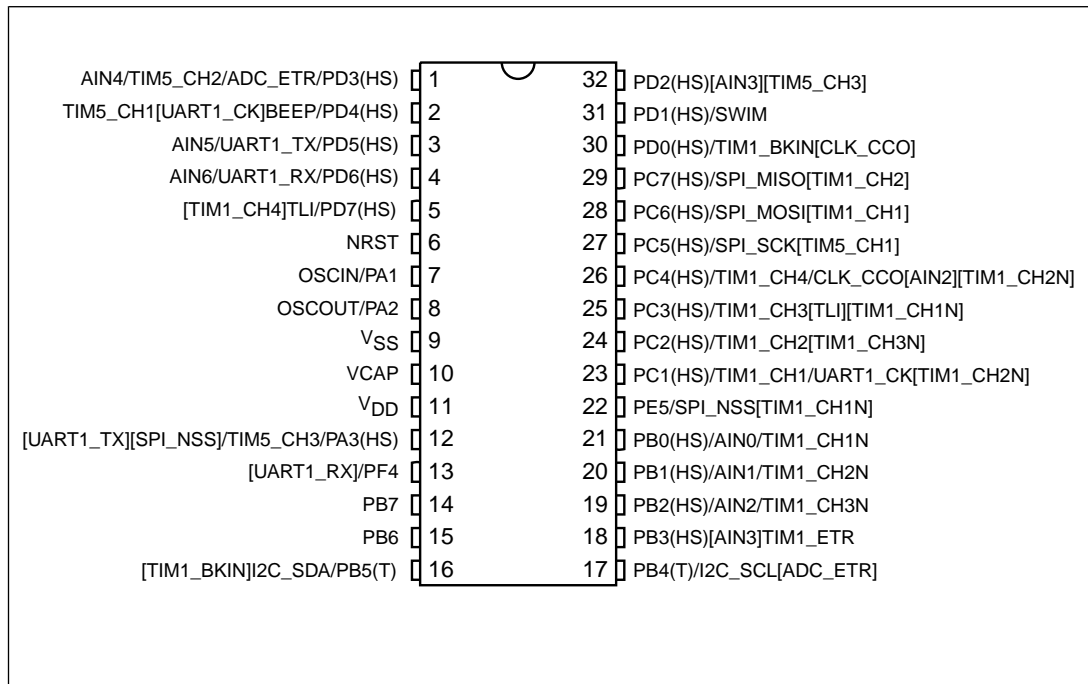 AIN4/TIM5_CH2/ADC_ETR/PD3(HS) 1 32 PD2(HS)[AIN3][TIM5_CH3]
TIM5_CH1[UART1_CK]BEEP/PD4(HS) 2 31 PD1(HS)/SWIM
AIN5/UART1_TX/PD5(HS) 3 30 PD0(HS)/TIM1_BKIN[CLK_CCO]
AIN6/UART1_RX/PD6(HS) 4 29 PC7(HS)/SPI_MISO[TIM1_CH2]
[TIM1_CH4]TLI/PD7(HS) 5 28 PC6(HS)/SPI_MOSI[TIM1_CH1]
NRST 6 27 PC5(HS)/SPI_SCK[TIM5_CH1]
OSCIN/PA1 7 26 PC4(HS)/TIM1_CH4/CLK_CCO[AIN2][TIM1_CH2N]
OSCOUT/PA2 8 25 PC3(HS)/TIM1_CH3[TLI][TIM1_CH1N]
VSS 9 24 PC2(HS)/TIM1_CH2[TIM1_CH3N]
VCAP 10 23 PC1(HS)/TIM1_CH1/UART1_CK[TIM1_CH2N]
VDD 11 22 PE5/SPI_NSS[TIM1_CH1N]
[UART1_TX][SPI_NSS]/TIM5_CH3/PA3(HS) 12 21 PB0(HS)/AIN0/TIM1_CH1N
[UART1_RX]/PF4 13 20 PB1(HS)/AIN1/TIM1_CH2N
PB7 14 19 PB2(HS)/AIN2/TIM1_CH3N
PB6 15 18 PB3(HS)[AIN3]TIM1_ETR
[TIM1_BKIN]I2C_SDA/PB5(T) 16 17 PB4(T)/I2C_SCL[ADC_ETR]